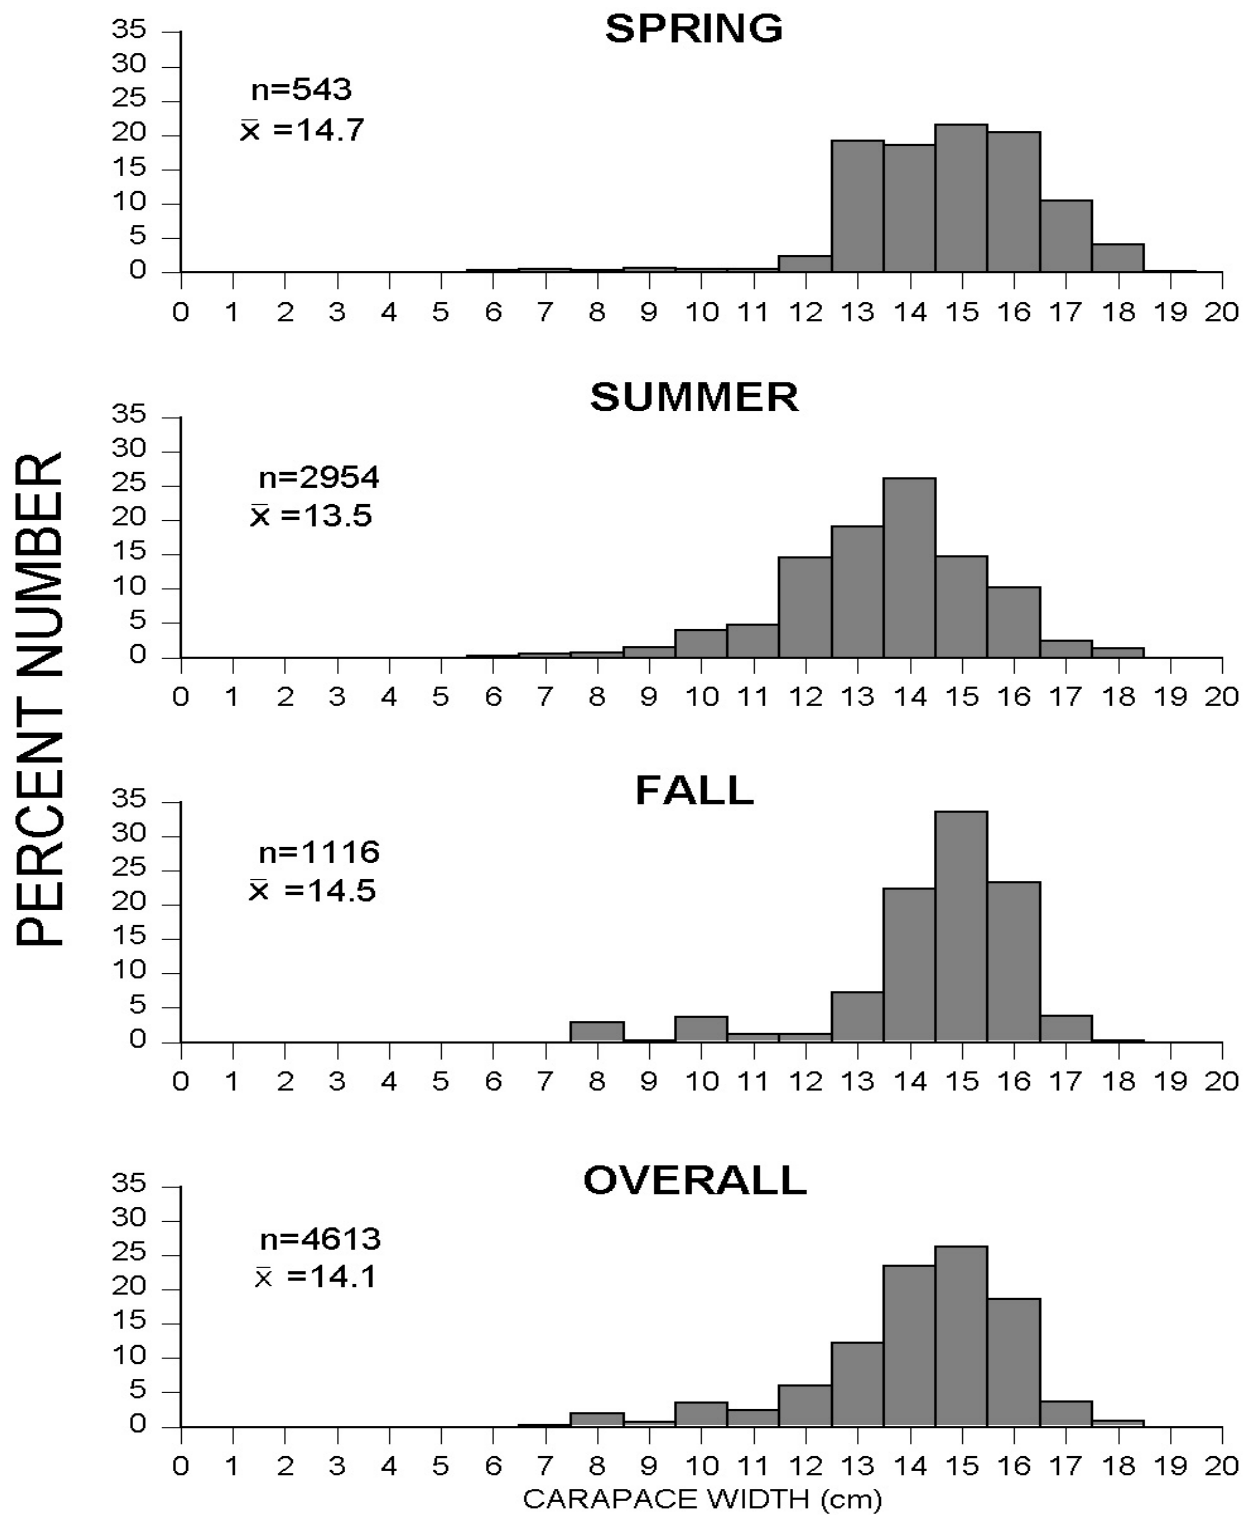 SPRING
35
30
25
20
15
10
5
0
n=543
x̄ =14.7
0 1 2 3 4 5 6 7 8 9 10 11 12 13 14 15 16 17 18 19 20
SUMMER
35
30
25
20
15
10
5
0
n=2954
x̄ =13.5
0 1 2 3 4 5 6 7 8 9 10 11 12 13 14 15 16 17 18 19 20
PERCENT NUMBER
FALL
35
30
25
20
15
10
5
0
n=1116
x̄ =14.5
0 1 2 3 4 5 6 7 8 9 10 11 12 13 14 15 16 17 18 19 20
OVERALL
35
30
25
20
15
10
5
0
n=4613
x̄ =14.1
0 1 2 3 4 5 6 7 8 9 10 11 12 13 14 15 16 17 18 19 20
CARAPACE WIDTH (cm)